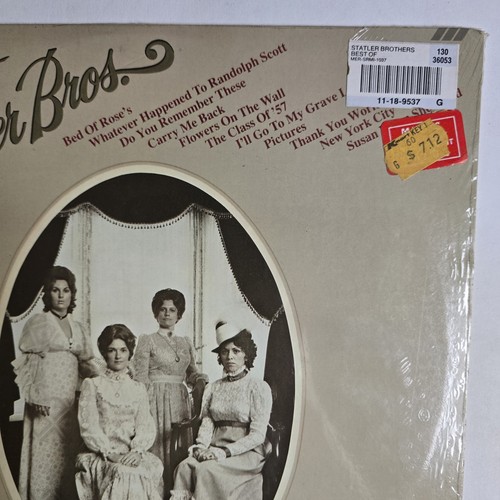 er Bros.
Bed Of Rose's
Whatever Happened To Randolph Scott
Do You Remember These
Carry Me Back
Flowers On The Wall
The Class Of '57
I'll Go To My Grave L
Pictures
Thank You Wor
New York City
Susan
STATLER BROTHERS 130
BEST OF 36053
MER-SRMI-1037
11-18-9537 G
$ 7.12